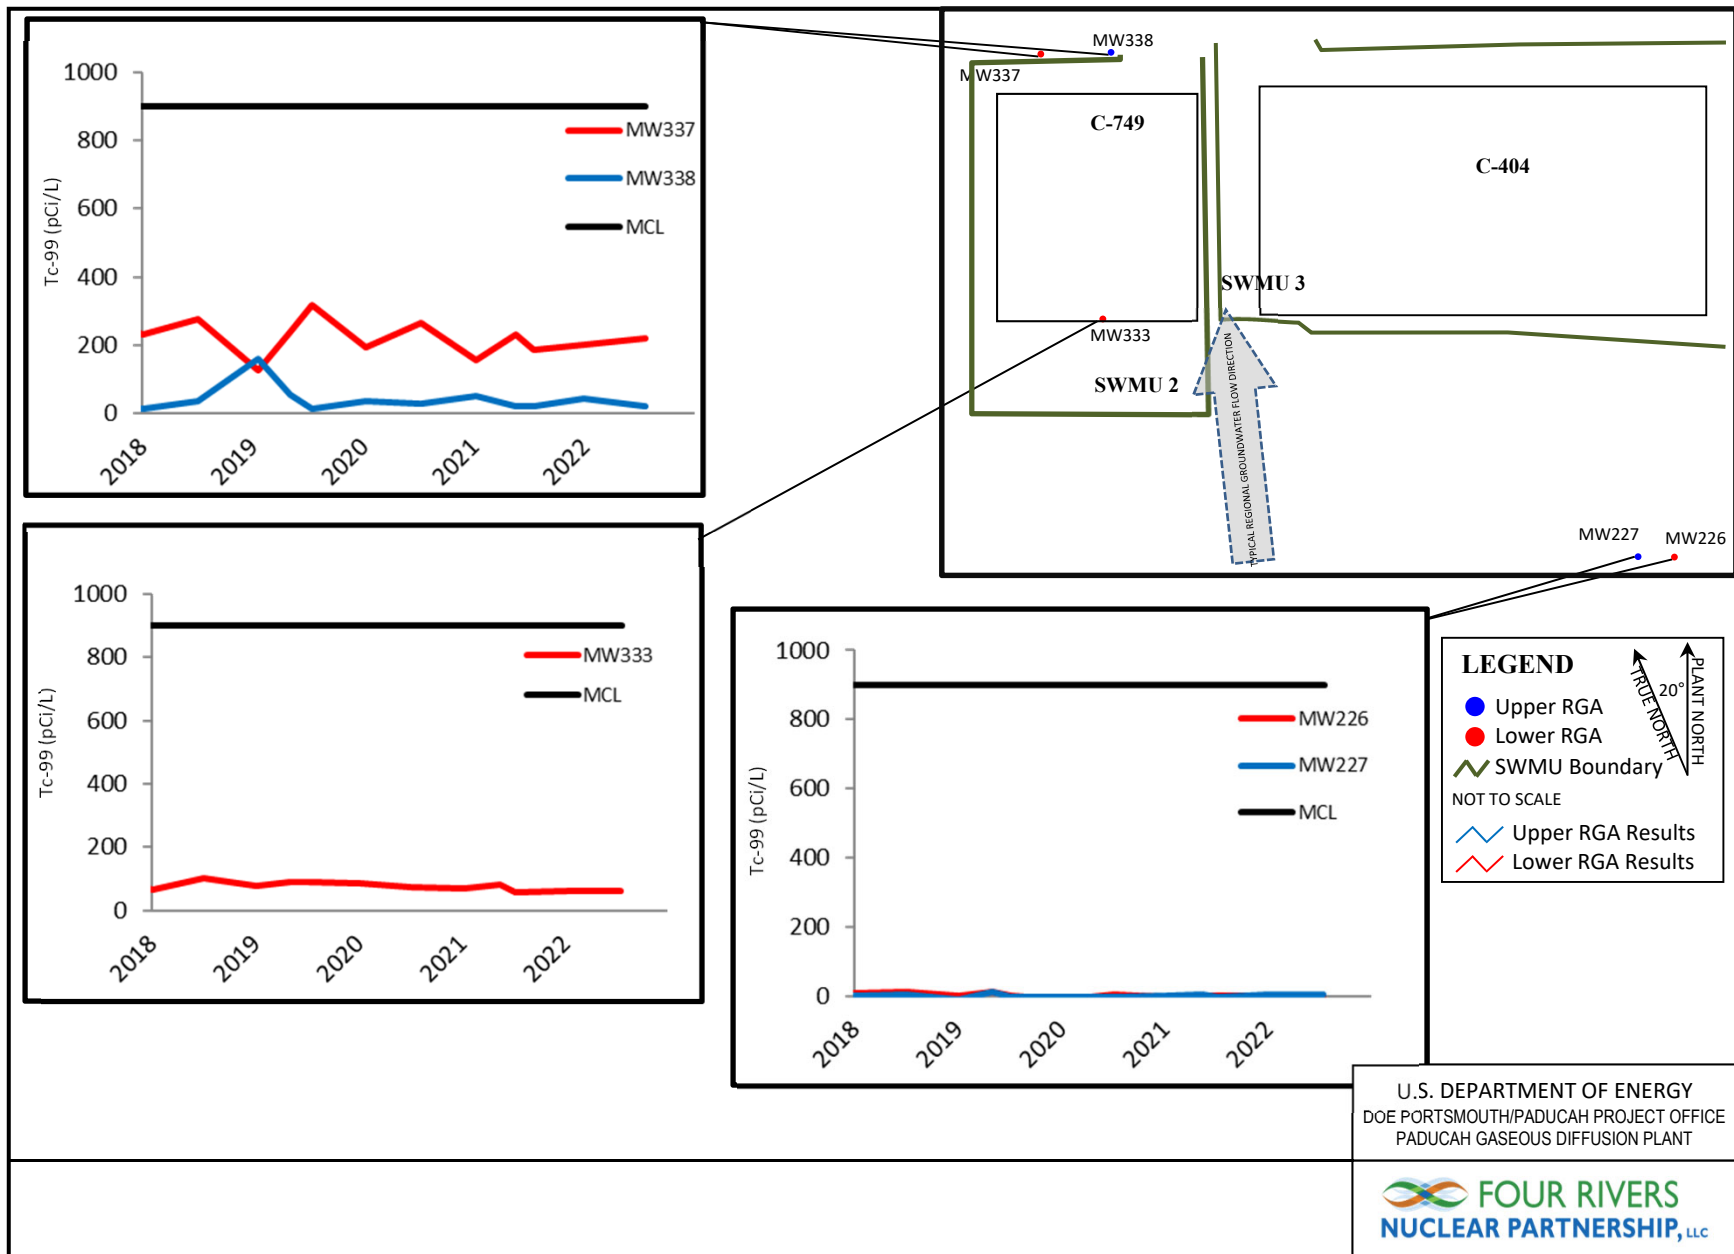 1000
800
600
400
200
0
Tc-99 (pCi/L)
MW337
MW338
MCL
2018
2019
2020
2021
2022
MW338
MW337
C-749
C-404
SWMU 3
MW333
SWMU 2
TYPICAL REGIONAL GROUNDWATER FLOW DIRECTION
MW227
MW226
1000
800
600
400
200
0
Tc-99 (pCi/L)
MW333
MCL
2018
2019
2020
2021
2022
1000
800
600
400
200
0
Tc-99 (pCi/L)
MW226
MW227
MCL
2018
2019
2020
2021
2022
LEGEND
Upper RGA
Lower RGA
SWMU Boundary
NOT TO SCALE
Upper RGA Results
Lower RGA Results
TRUE NORTH
20°
PLANT NORTH
U.S. DEPARTMENT OF ENERGY
DOE PORTSMOUTH/PADUCAH PROJECT OFFICE
PADUCAH GASEOUS DIFFUSION PLANT
FOUR RIVERS
NUCLEAR PARTNERSHIP, LLC